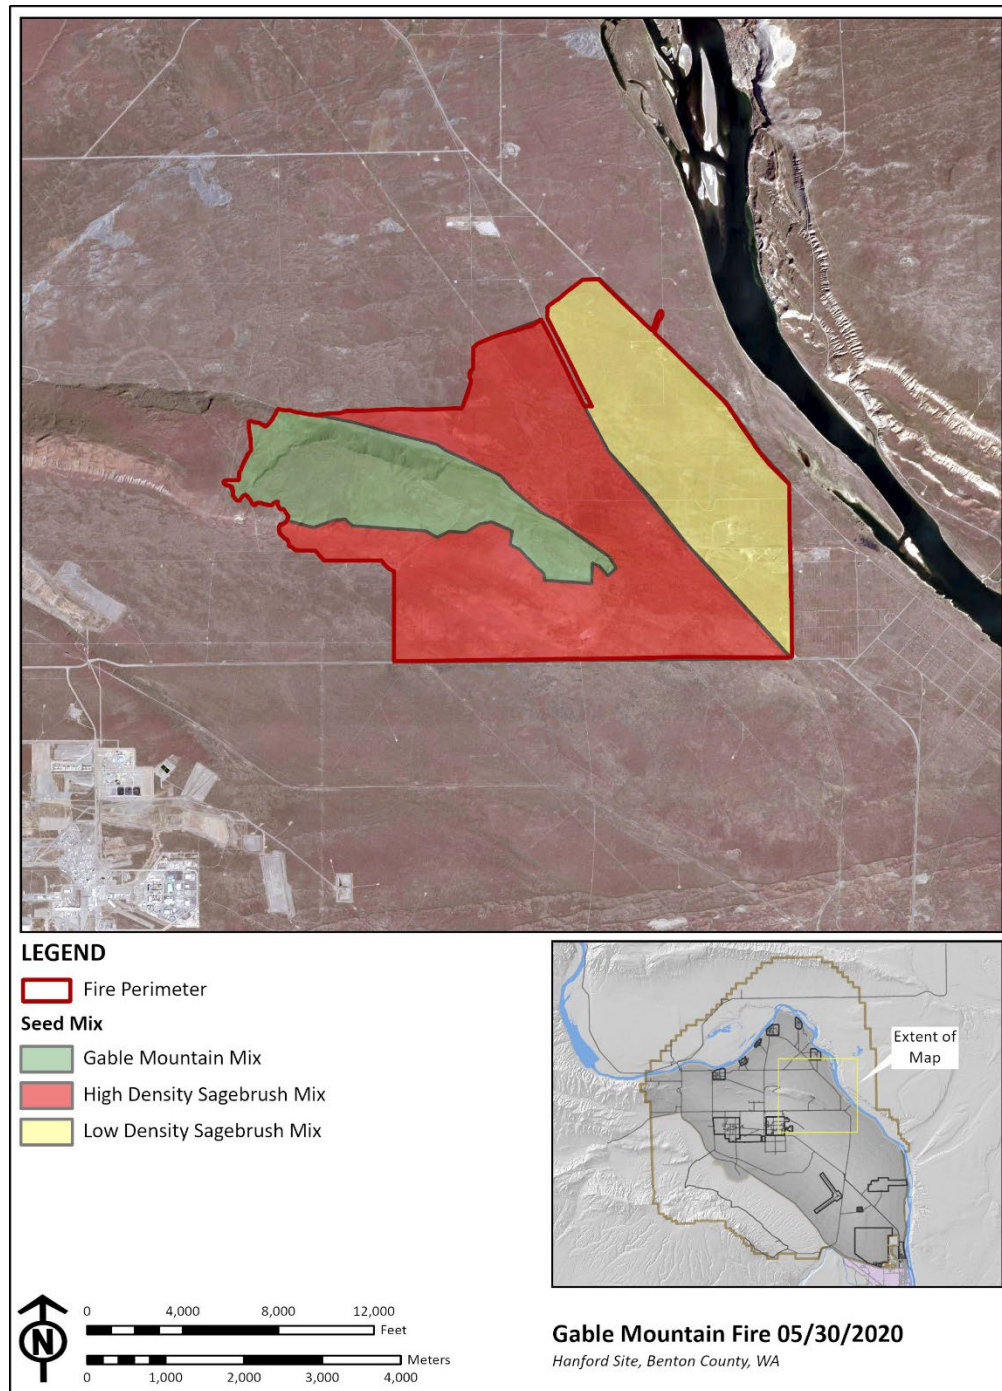 LEGEND
Fire Perimeter
Seed Mix
Gable Mountain Mix
High Density Sagebrush Mix
Low Density Sagebrush Mix
Extent of
Map
N
0 4,000 8,000 12,000
Feet
Meters
0 1,000 2,000 3,000 4,000
Gable Mountain Fire 05/30/2020
Hanford Site, Benton County, WA